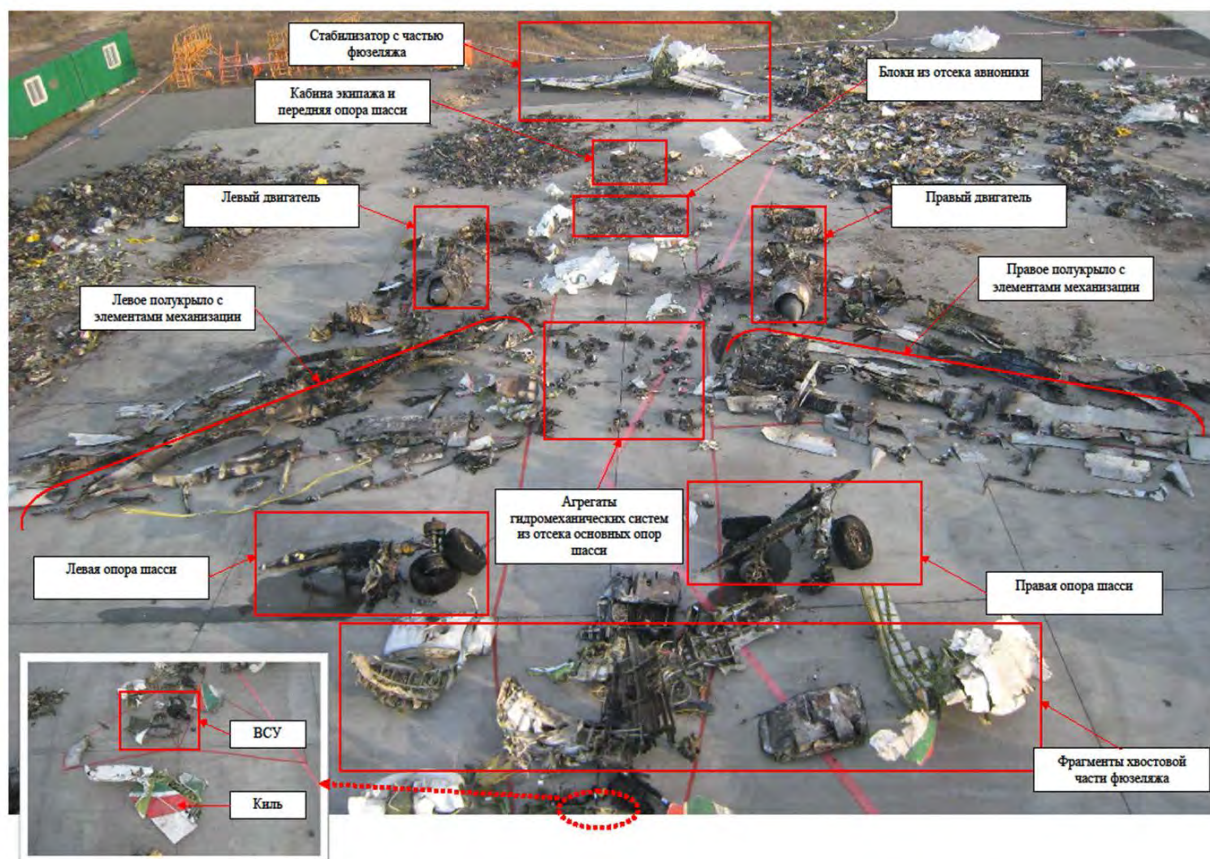 Стабилизатор с частью
фюзеляжа
Блоки из отсека авионики
Кабина экипажа и
передняя опора шасси
Левый двигатель
Правый двигатель
Левое полукрыло с
элементами механизации
Правое полукрыло с
элементами механизации
Агрегаты
гидромеханических систем
из отсека основных опор
шасси
Левая опора шасси
Правая опора шасси
ВСУ
Киль
Фрагменты хвостовой
части фюзеляжа